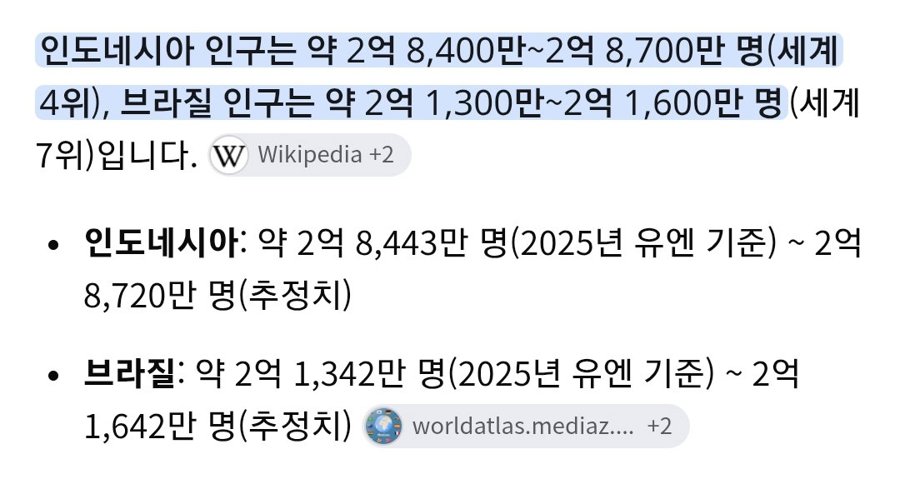 인도네시아 인구는 약 2억 8,400만~2억 8,700만 명(세계
4위), 브라질 인구는 약 2억 1,300만~2억 1,600만 명(세계
7위)입니다. W Wikipedia +2
• 인도네시아: 약 2억 8,443만 명(2025년 유엔 기준) ~ 2억
8,720만 명(추정치)
• 브라질: 약 2억 1,342만 명(2025년 유엔 기준) ~ 2억
1,642만 명(추정치) worldatlas.mediaz.... +2